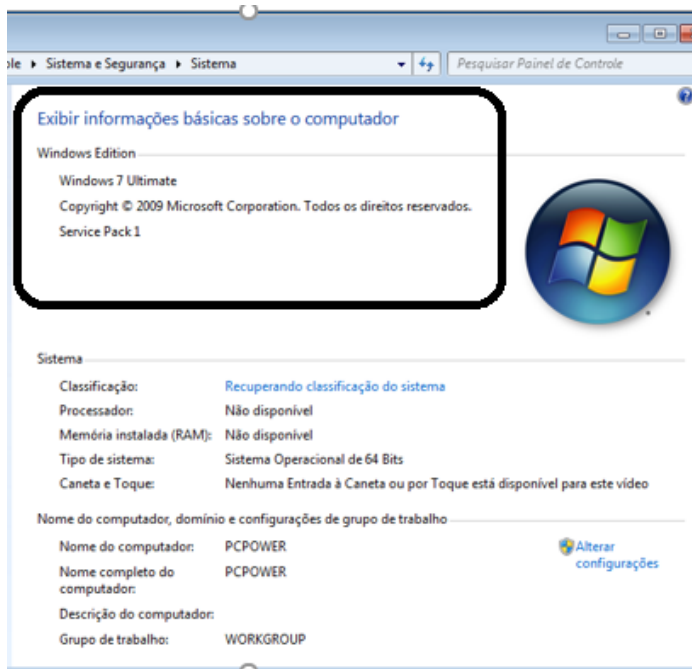 ▸ Sistema e Segurança ▸ Sistema
Pesquisar Painel de Controle
Exibir informações básicas sobre o computador
Windows Edition
Windows 7 Ultimate
Copyright © 2009 Microsoft Corporation. Todos os direitos reservados.
Service Pack 1
Sistema
Classificação: Recuperando classificação do sistema
Processador: Não disponível
Memória instalada (RAM): Não disponível
Tipo de sistema: Sistema Operacional de 64 Bits
Caneta e Toque: Nenhuma Entrada à Caneta ou por Toque está disponível para este vídeo
Nome do computador, domínio e configurações de grupo de trabalho
Nome do computador: PCPOWER
Alterar
configurações
Nome completo do
computador: PCPOWER
Descrição do computador:
Grupo de trabalho: WORKGROUP